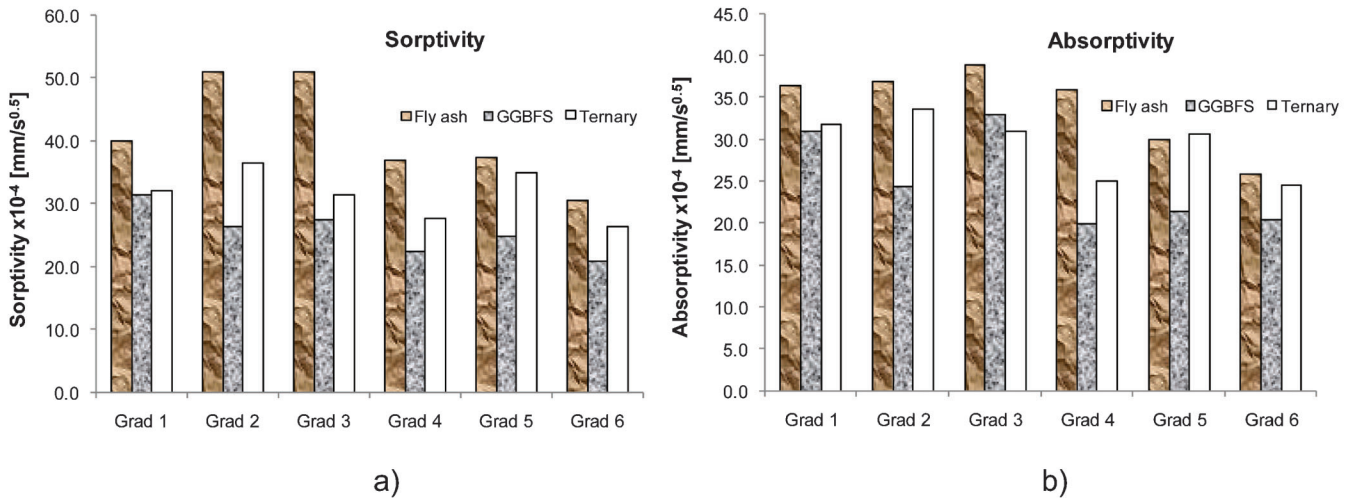 Sorptivity
Sorptivity x10⁻⁴ [mm/s⁰·⁵]
60.0
50.0
40.0
30.0
20.0
10.0
0.0
Fly ash GGBFS Ternary
Grad 1 Grad 2 Grad 3 Grad 4 Grad 5 Grad 6
a)
Absorptivity
Absorptivity x10⁻⁴ [mm/s⁰·⁵]
45.0
40.0
35.0
30.0
25.0
20.0
15.0
10.0
5.0
0.0
Fly ash GGBFS Ternary
Grad 1 Grad 2 Grad 3 Grad 4 Grad 5 Grad 6
b)